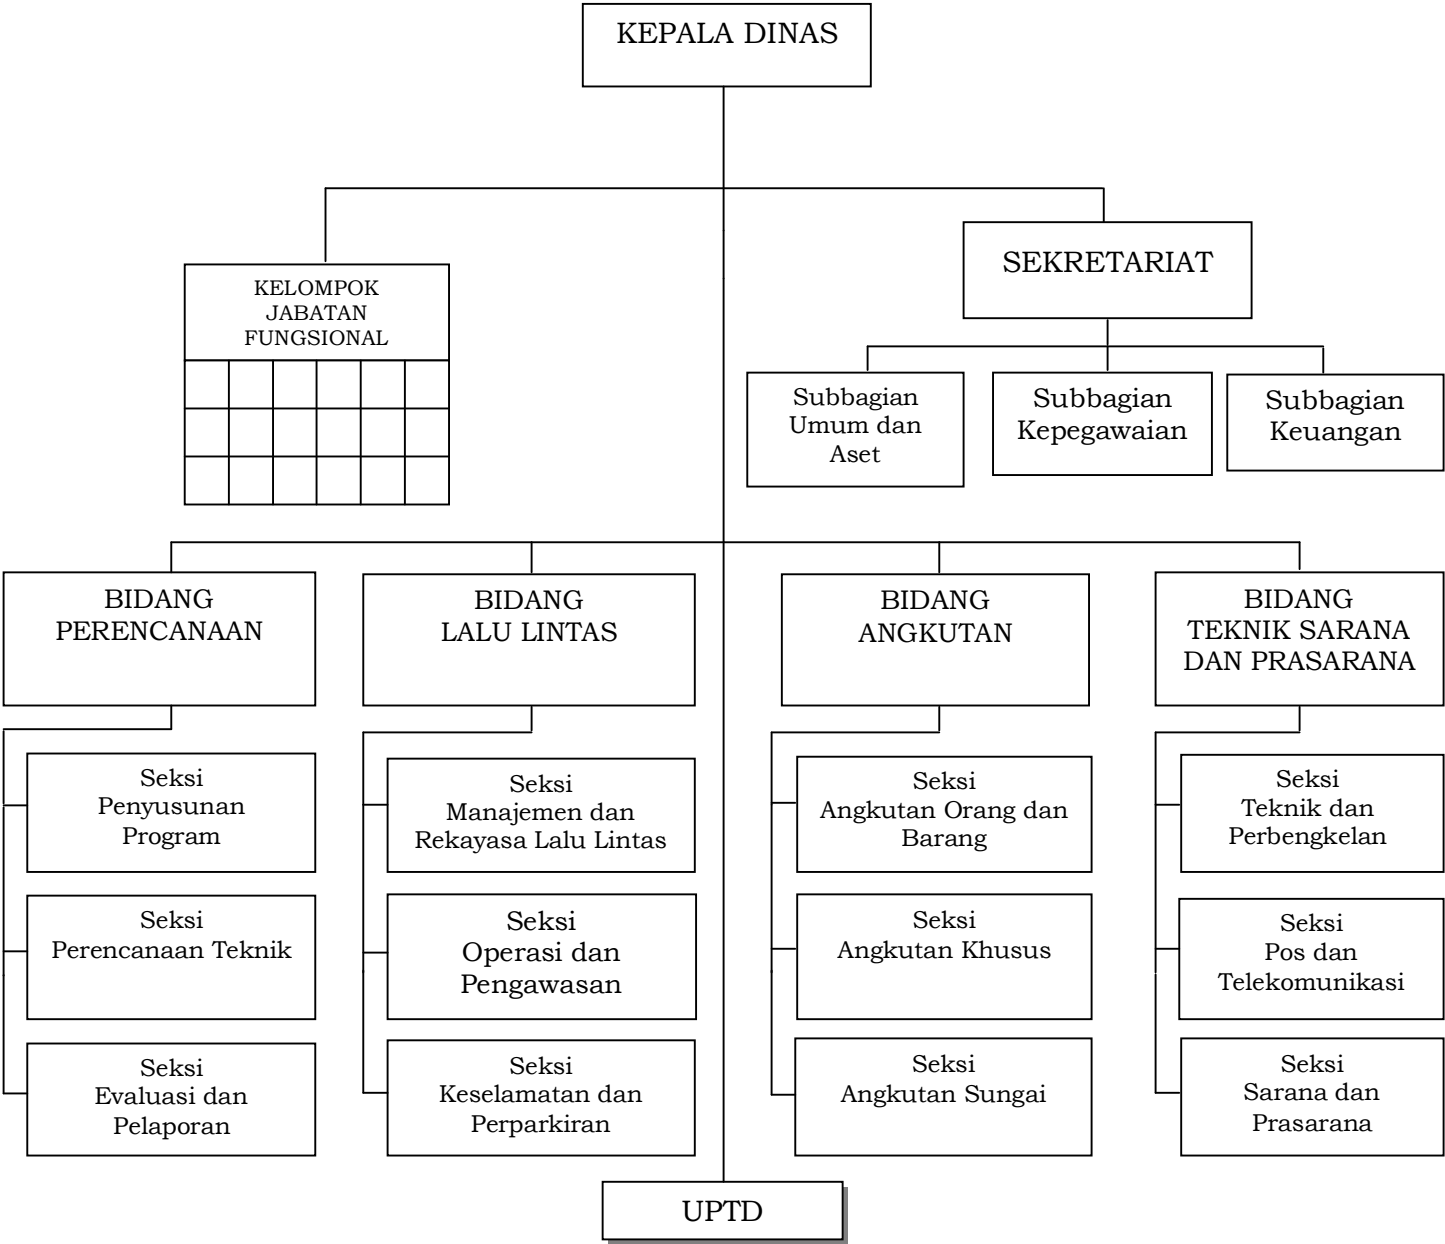 KEPALA DINAS
SEKRETARIAT
KELOMPOK
JABATAN
FUNGSIONAL
Subbagian
Umum dan
Aset
Subbagian
Kepegawaian
Subbagian
Keuangan
BIDANG
PERENCANAAN
BIDANG
LALU LINTAS
BIDANG
ANGKUTAN
BIDANG
TEKNIK SARANA
DAN PRASARANA
Seksi
Penyusunan
Program
Seksi
Manajemen dan
Rekayasa Lalu Lintas
Seksi
Angkutan Orang dan
Barang
Seksi
Teknik dan
Perbengkelan
Seksi
Perencanaan Teknik
Seksi
Operasi dan
Pengawasan
Seksi
Angkutan Khusus
Seksi
Pos dan
Telekomunikasi
Seksi
Evaluasi dan
Pelaporan
Seksi
Keselamatan dan
Perparkiran
Seksi
Angkutan Sungai
Seksi
Sarana dan
Prasarana
UPTD